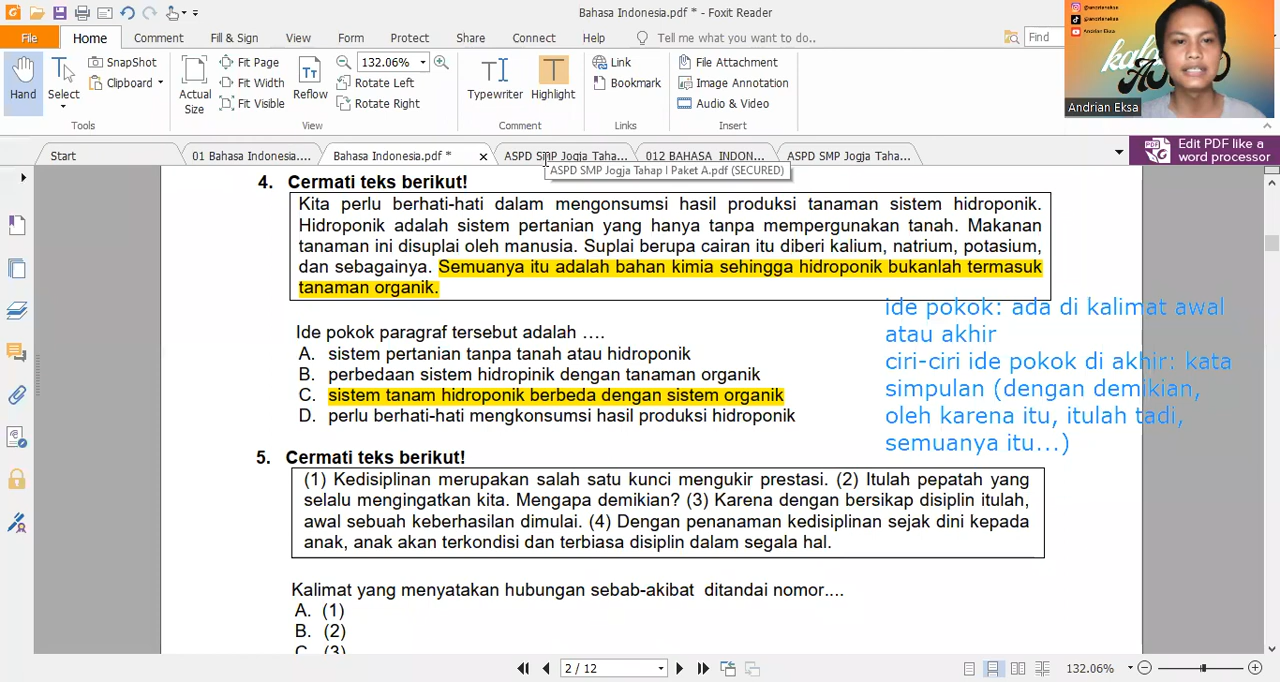 Bahasa Indonesia.pdf * - Foxit Reader
File Home Comment Fill & Sign View Form Protect Share Connect Help Tell me what you want to do.. Find
Hand
Select
SnapShot
Clipboard
Tools
Actual Size
Fit Page
Fit Width
Fit Visible
Reflow
132.06%
Rotate Left
Rotate Right
View
Typewriter
Highlight
Comment
Link
Bookmark
Links
File Attachment
Image Annotation
Audio & Video
Insert
@andrianeksa
@andrianeksa
Andrian Eksa
Andrian Eksa
Start 01 Bahasa Indonesia.... Bahasa Indonesia.pdf * ASPD SMP Jogja Taha... 012 BAHASA INDON... ASPD SMP Jogja Taha...
Edit PDF like a
word processor
ASPD SMP Jogja Tahap I Paket A.pdf (SECURED)
4. Cermati teks berikut!
Kita perlu berhati-hati dalam mengonsumsi hasil produksi tanaman sistem hidroponik.
Hidroponik adalah sistem pertanian yang hanya tanpa mempergunakan tanah. Makanan
tanaman ini disuplai oleh manusia. Suplai berupa cairan itu diberi kalium, natrium, potasium,
dan sebagainya. Semuanya itu adalah bahan kimia sehingga hidroponik bukanlah termasuk
tanaman organik.
ide pokok: ada di kalimat awal
atau akhir
ciri-ciri ide pokok di akhir: kata
simpulan (dengan demikian,
oleh karena itu, itulah tadi,
semuanya itu...)
Ide pokok paragraf tersebut adalah ….
A. sistem pertanian tanpa tanah atau hidroponik
B. perbedaan sistem hidropinik dengan tanaman organik
C. sistem tanam hidroponik berbeda dengan sistem organik
D. perlu berhati-hati mengkonsumsi hasil produksi hidroponik
5. Cermati teks berikut!
(1) Kedisiplinan merupakan salah satu kunci mengukir prestasi. (2) Itulah pepatah yang
selalu mengingatkan kita. Mengapa demikian? (3) Karena dengan bersikap disiplin itulah,
awal sebuah keberhasilan dimulai. (4) Dengan penanaman kedisiplinan sejak dini kepada
anak, anak akan terkondisi dan terbiasa disiplin dalam segala hal.
Kalimat yang menyatakan hubungan sebab-akibat ditandai nomor....
A. (1)
B. (2)
C. (3)
2 / 12
132.06%